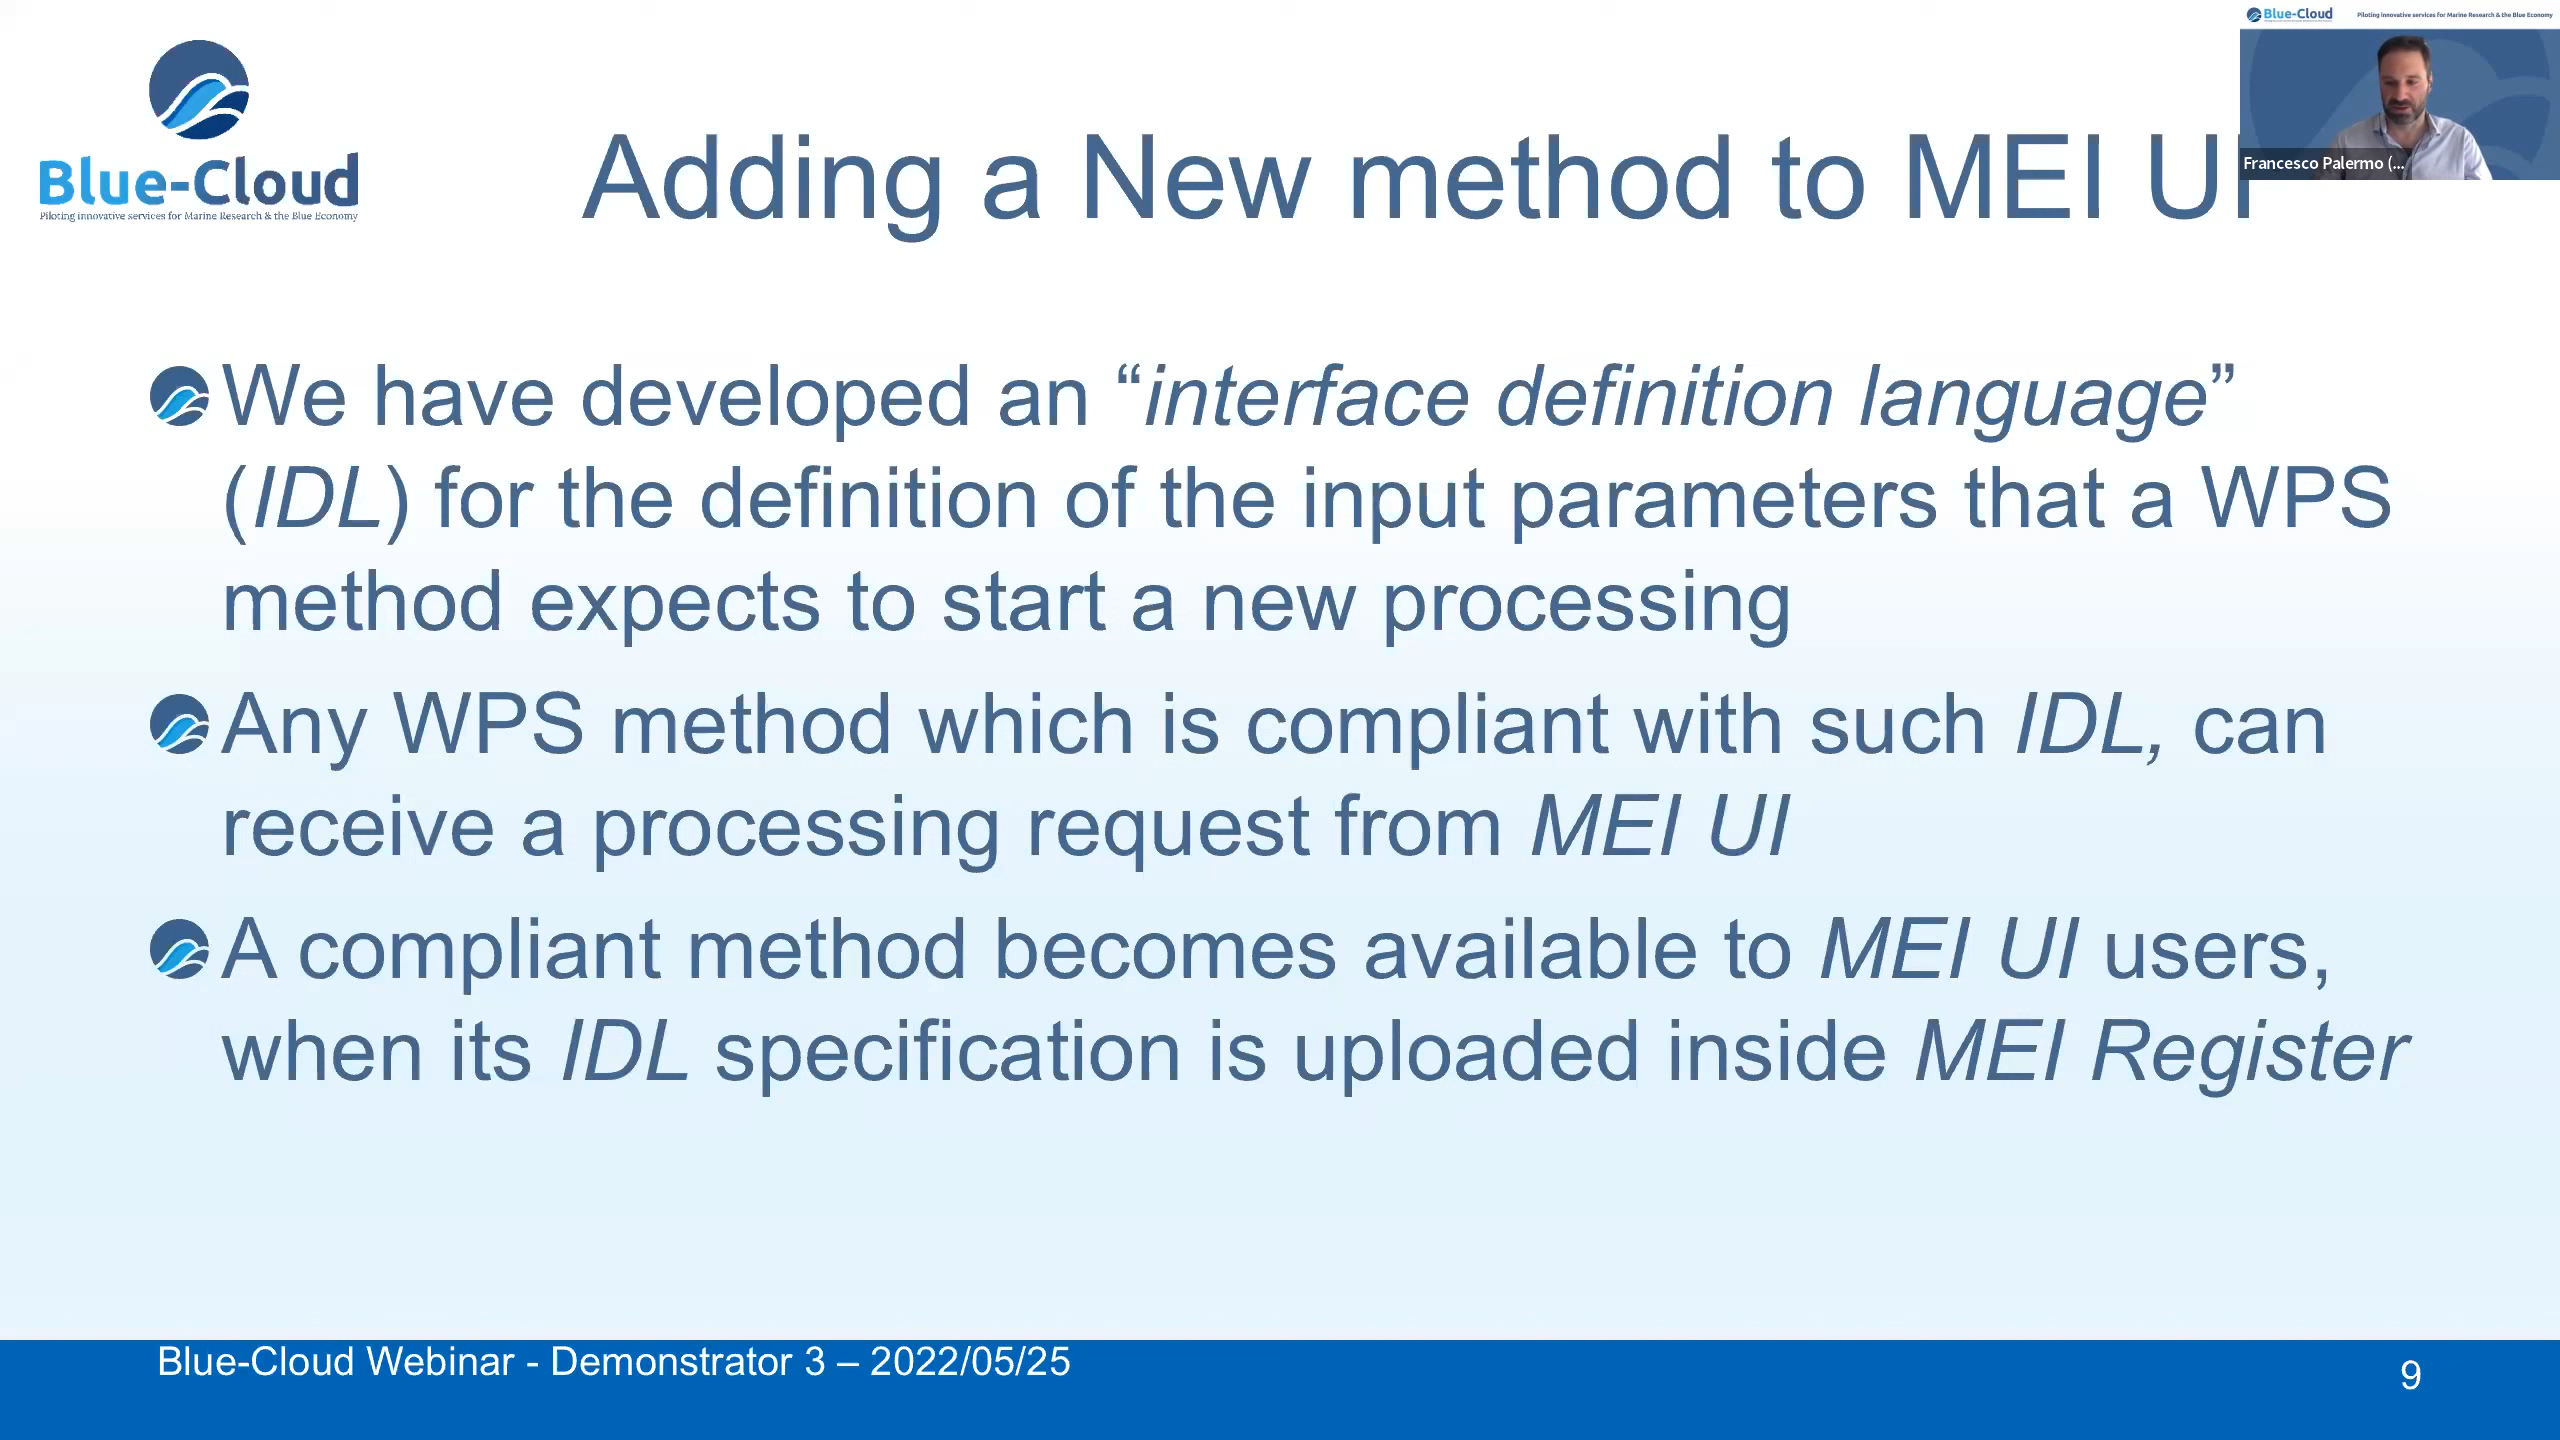 Blue-Cloud
Piloting innovative services for Marine Research & the Blue Economy
Blue-Cloud Piloting innovative services for Marine Research & the Blue Economy
Francesco Palermo (...
Adding a New method to MEI UI
We have developed an “interface definition language”
(IDL) for the definition of the input parameters that a WPS
method expects to start a new processing
Any WPS method which is compliant with such IDL, can
receive a processing request from MEI UI
A compliant method becomes available to MEI UI users,
when its IDL specification is uploaded inside MEI Register
Blue-Cloud Webinar - Demonstrator 3 – 2022/05/25
9